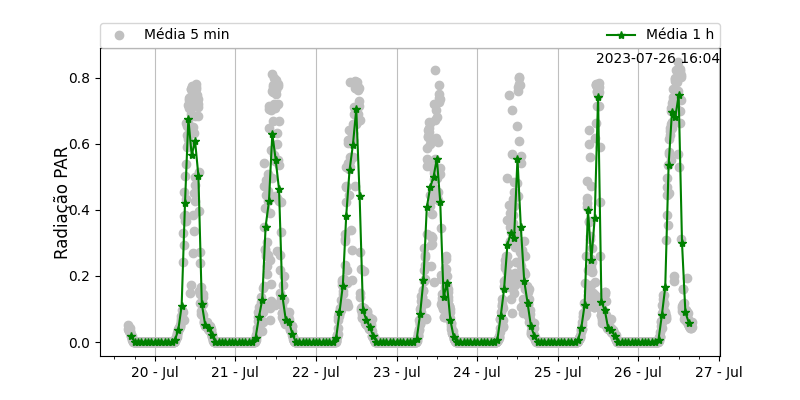 Média 5 min
Média 1 h
2023-07-26 16:04
Radiação PAR
0.8
0.6
0.4
0.2
0.0
20 - Jul
21 - Jul
22 - Jul
23 - Jul
24 - Jul
25 - Jul
26 - Jul
27 - Jul